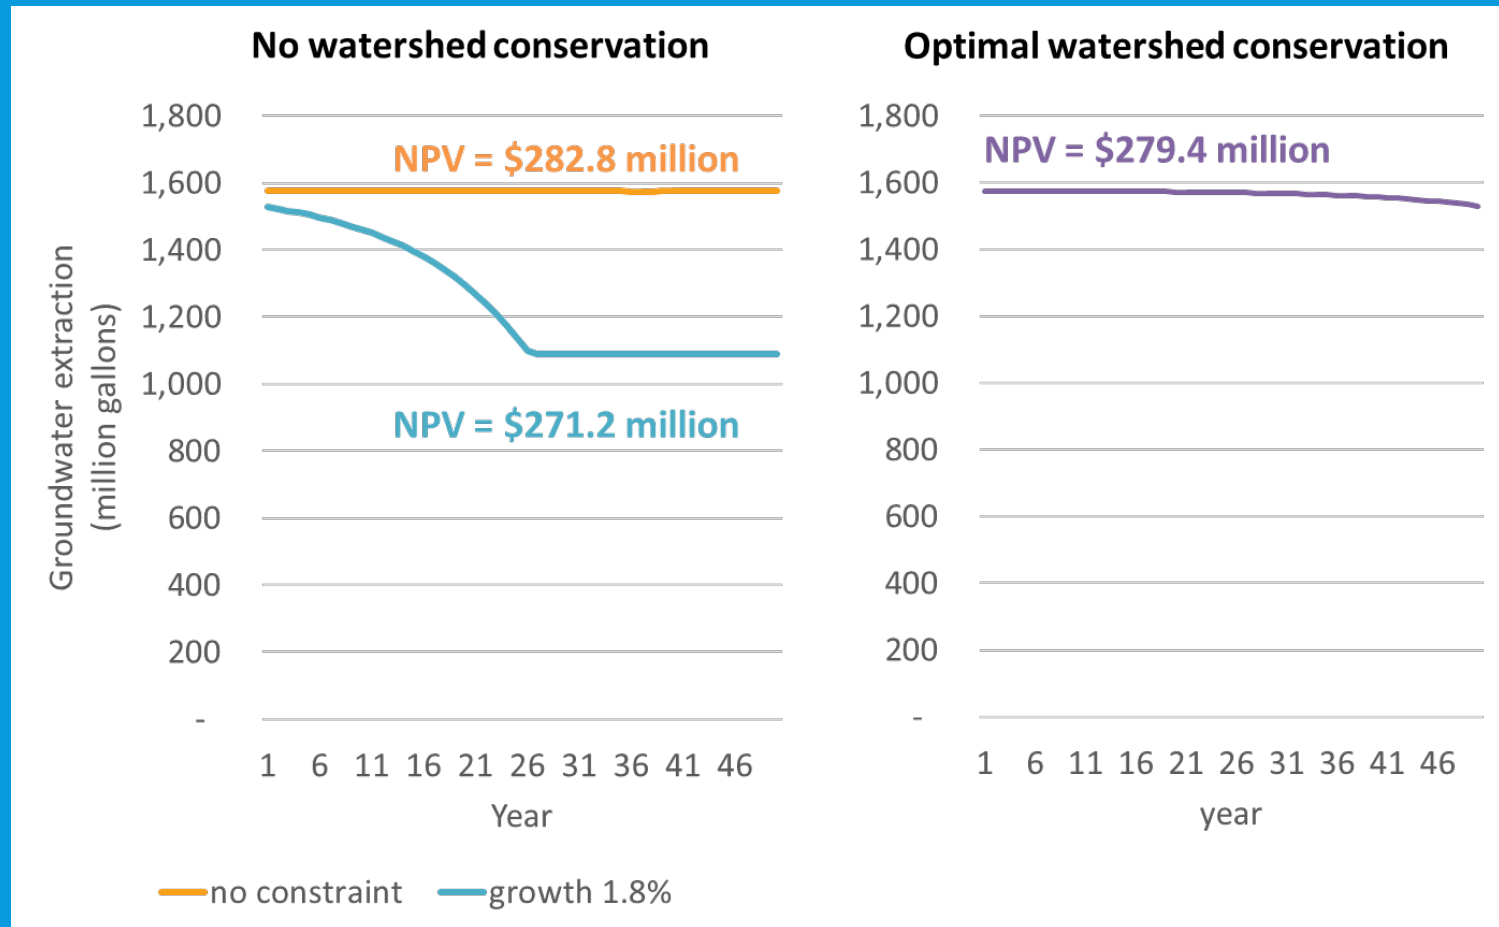 No watershed conservation
1,800
1,600
1,400
1,200
1,000
800
600
400
200
-
NPV = $282.8 million
NPV = $271.2 million
Groundwater extraction
(million gallons)
1 6 11 16 21 26 31 36 41 46
Year
no constraint growth 1.8%
Optimal watershed conservation
1,800
1,600
1,400
1,200
1,000
800
600
400
200
-
NPV = $279.4 million
1 6 11 16 21 26 31 36 41 46
year